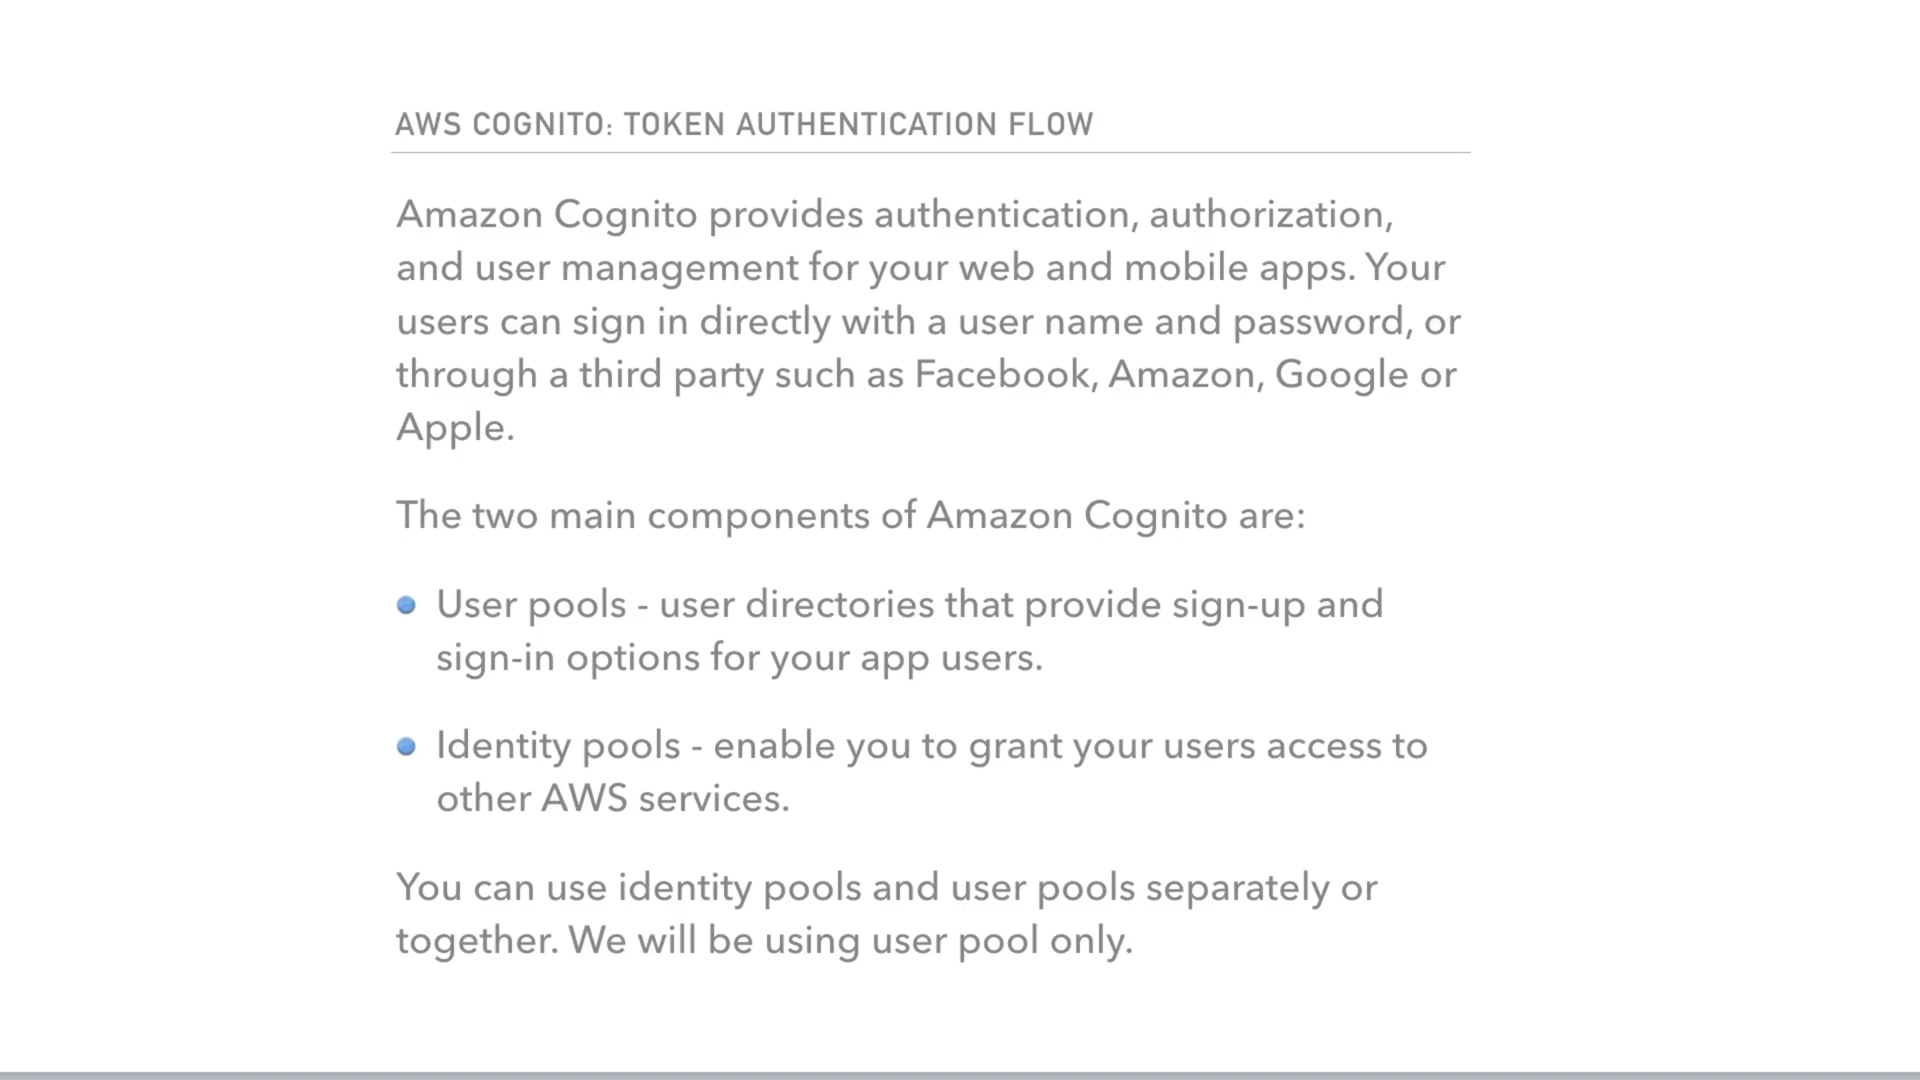 AWS COGNITO: TOKEN AUTHENTICATION FLOW
Amazon Cognito provides authentication, authorization,
and user management for your web and mobile apps. Your
users can sign in directly with a user name and password, or
through a third party such as Facebook, Amazon, Google or
Apple.
The two main components of Amazon Cognito are:
User pools - user directories that provide sign-up and
sign-in options for your app users.
Identity pools - enable you to grant your users access to
other AWS services.
You can use identity pools and user pools separately or
together. We will be using user pool only.